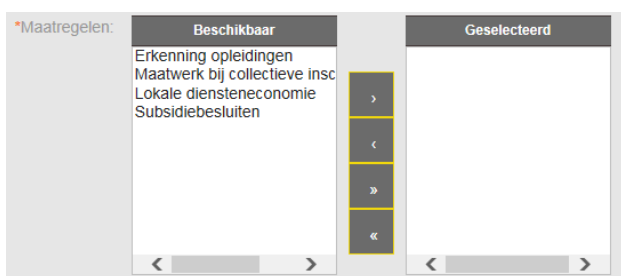 *Maatregelen:
Beschikbaar
Erkenning opleidingen
Maatwerk bij collectieve insc
Lokale diensteneconomie
Subsidiebesluiten
›
‹
»
«
Geselecteerd